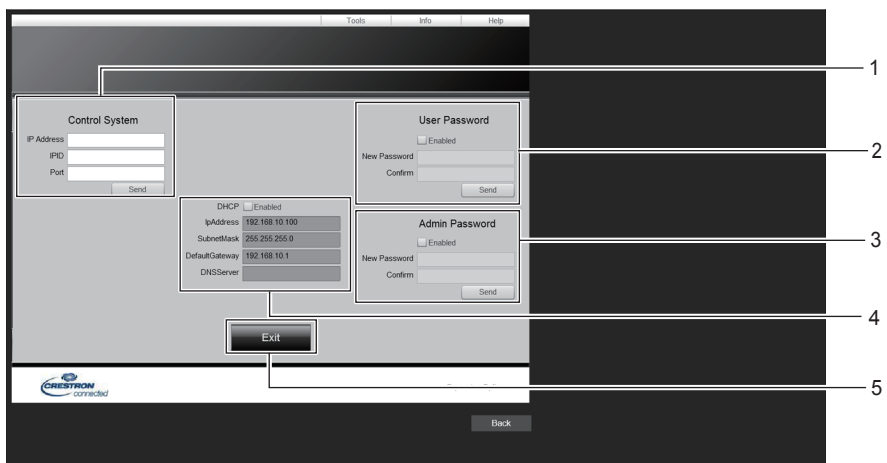 Tools Info Help
1
Control System
IP Address
IPID
Port
Send
User Password
Enabled
New Password
Confirm
Send
2
DHCP Enabled
IpAddress 192.168.10.100
SubnetMask 255.255.255.0
DefaultGateway 192.168.10.1
DNSServer
Admin Password
Enabled
New Password
Confirm
Send
3
4
Exit
5
CRESTRON
connected
Back